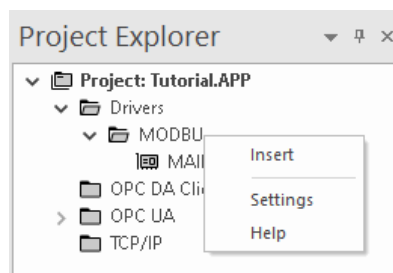 Project Explorer
Project: Tutorial.APP
Drivers
MODBU
MAI
OPC DA Cli
OPC UA
TCP/IP
Insert
Settings
Help